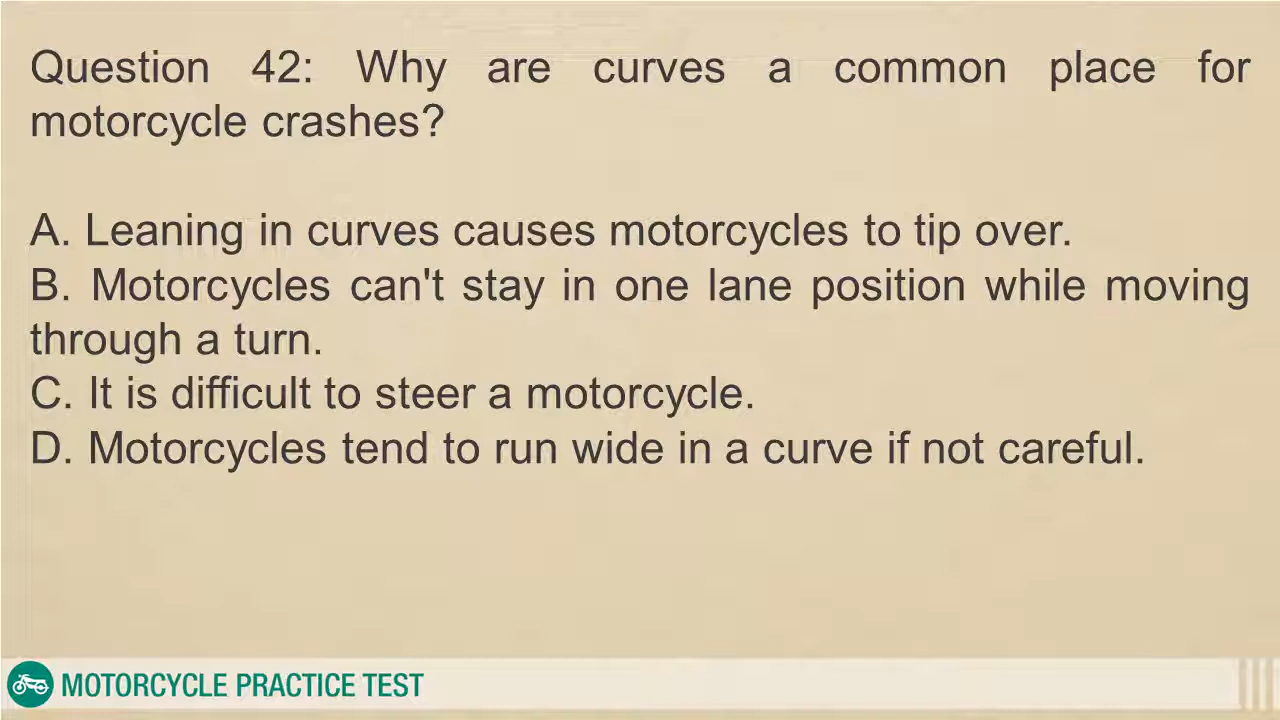 Question 42: Why are curves a common place for
motorcycle crashes?
A. Leaning in curves causes motorcycles to tip over.
B. Motorcycles can't stay in one lane position while moving
through a turn.
C. It is difficult to steer a motorcycle.
D. Motorcycles tend to run wide in a curve if not careful.
MOTORCYCLE PRACTICE TEST